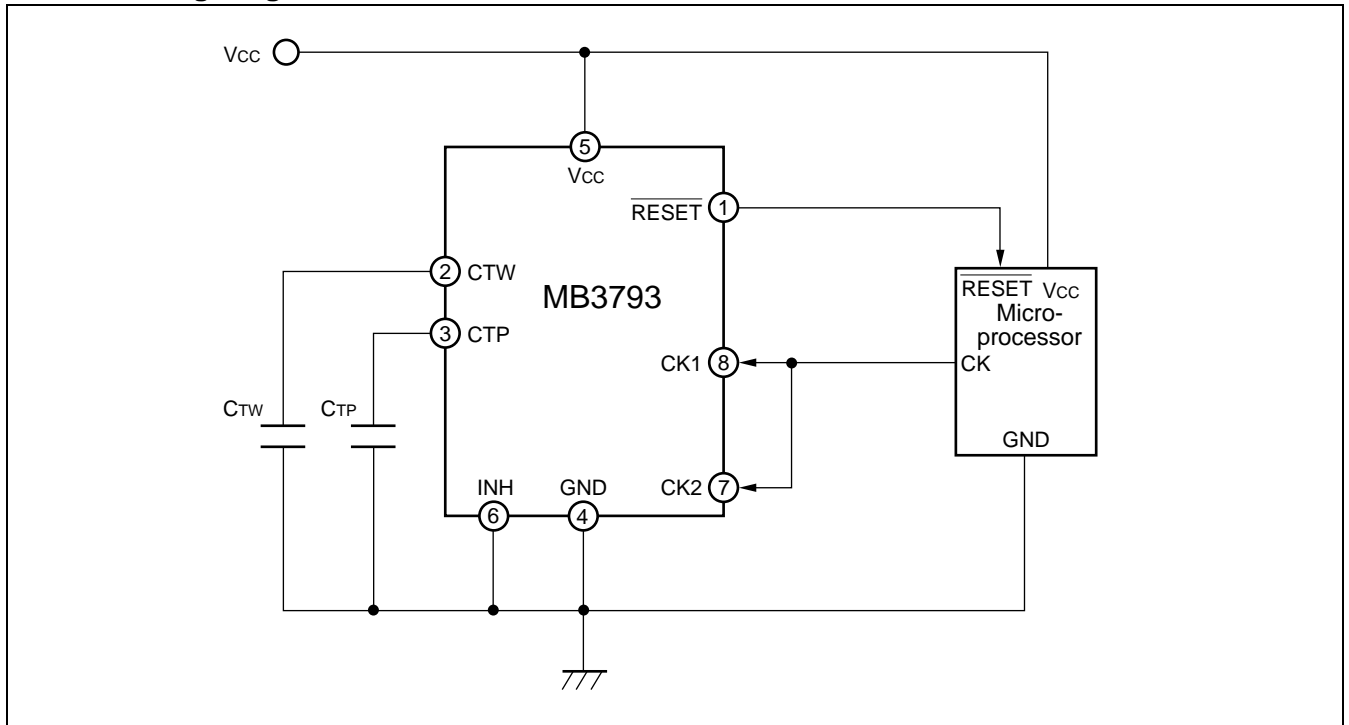 Vcc
5
Vcc
RESET 1
2 CTW
MB3793
RESET Vcc
Micro-
processor
3 CTP
CK1 8
CK
CTW
CTP
GND
INH
GND
CK2 7
6
4